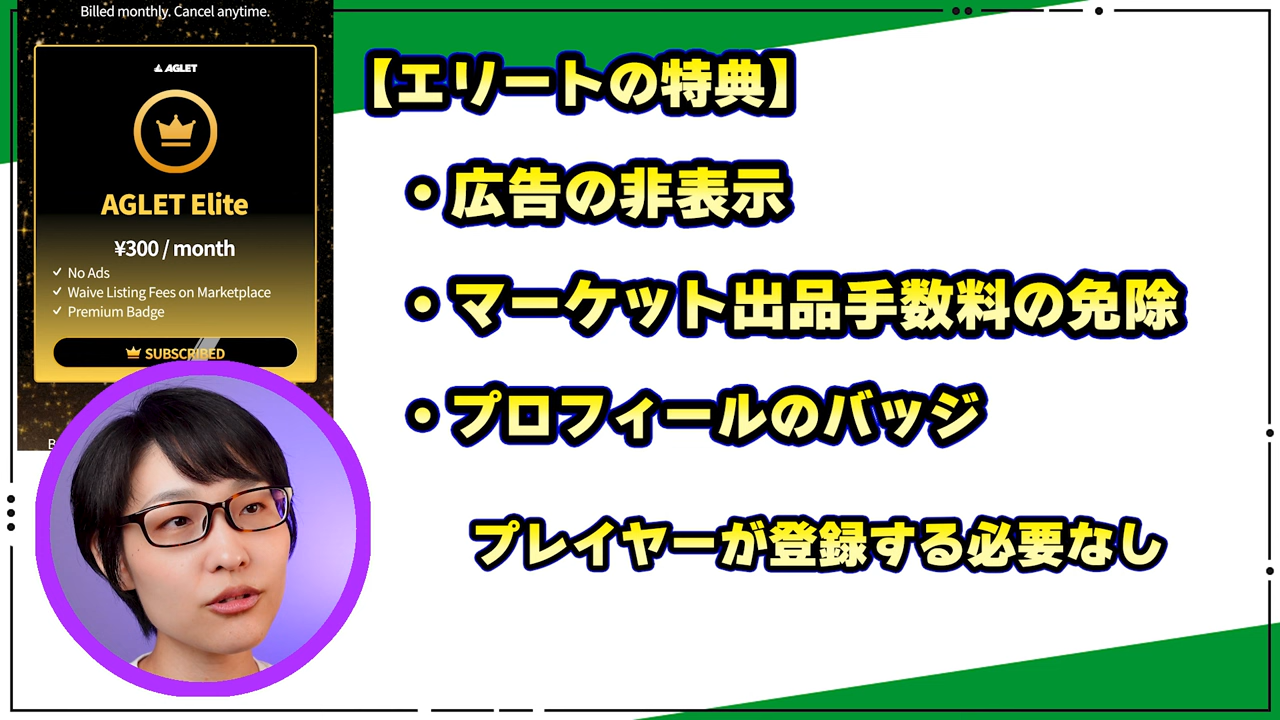 Billed monthly. Cancel anytime.
AGLET
AGLET Elite
¥300 / month
No Ads
Waive Listing Fees on Marketplace
Premium Badge
SUBSCRIBED
【エリートの特典】
・広告の非表示
・マーケット出品手数料の免除
・プロフィールのバッジ
プレイヤーが登録する必要なし